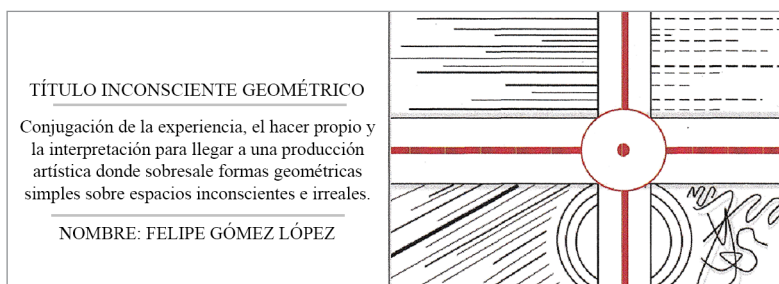 TÍTULO INCONSCIENTE GEOMÉTRICO
Conjugación de la experiencia, el hacer propio y
la interpretación para llegar a una producción
artística donde sobresale formas geométricas
simples sobre espacios inconscientes e irreales.
NOMBRE: FELIPE GÓMEZ LÓPEZ